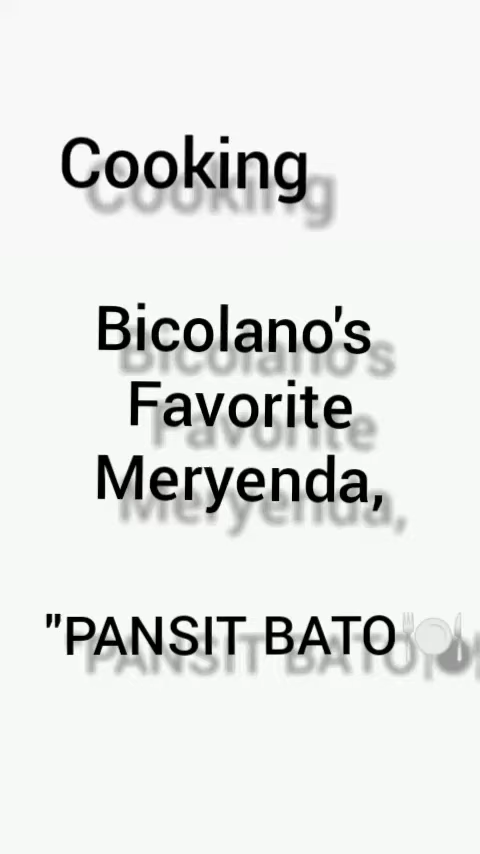 Cooking
Bicolano's
Favorite
Meryenda,
"PANSIT BATO🍽